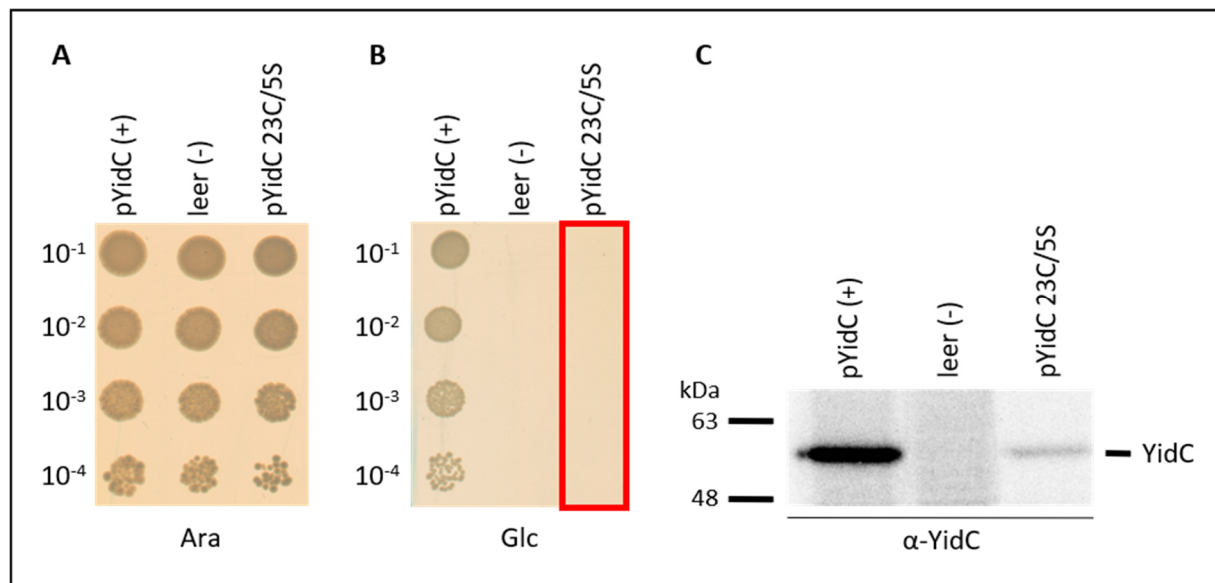 A
pYidC (+)
leer (-)
pYidC 23C/5S
10⁻¹
10⁻²
10⁻³
10⁻⁴
Ara
B
pYidC (+)
leer (-)
pYidC 23C/5S
10⁻¹
10⁻²
10⁻³
10⁻⁴
Glc
C
pYidC (+)
leer (-)
pYidC 23C/5S
kDa
63
48
YidC
α-YidC